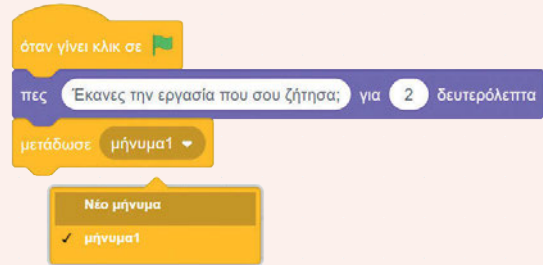 όταν γίνει κλικ σε
πες Έκανες την εργασία που σου ζήτησα; για 2 δευτερόλεπτα
μετάδωσε μήνυμα1
Νέο μήνυμα
✓ μήνυμα1